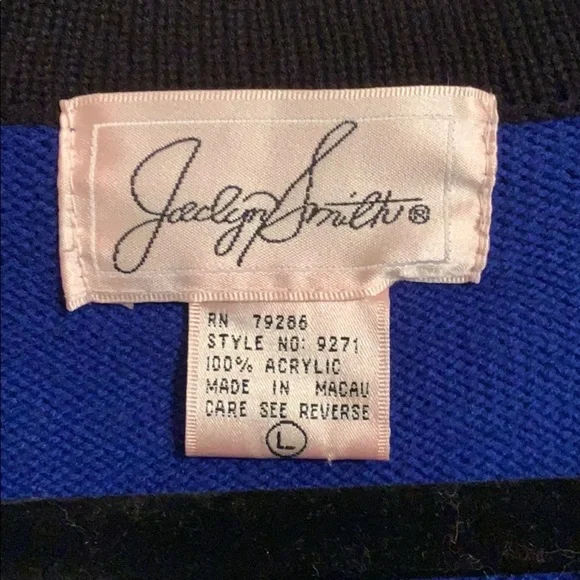 Jaclyn Smith®
RN 79286
STYLE NO: 9271
100% ACRYLIC
MADE IN MACAU
CARE SEE REVERSE
L